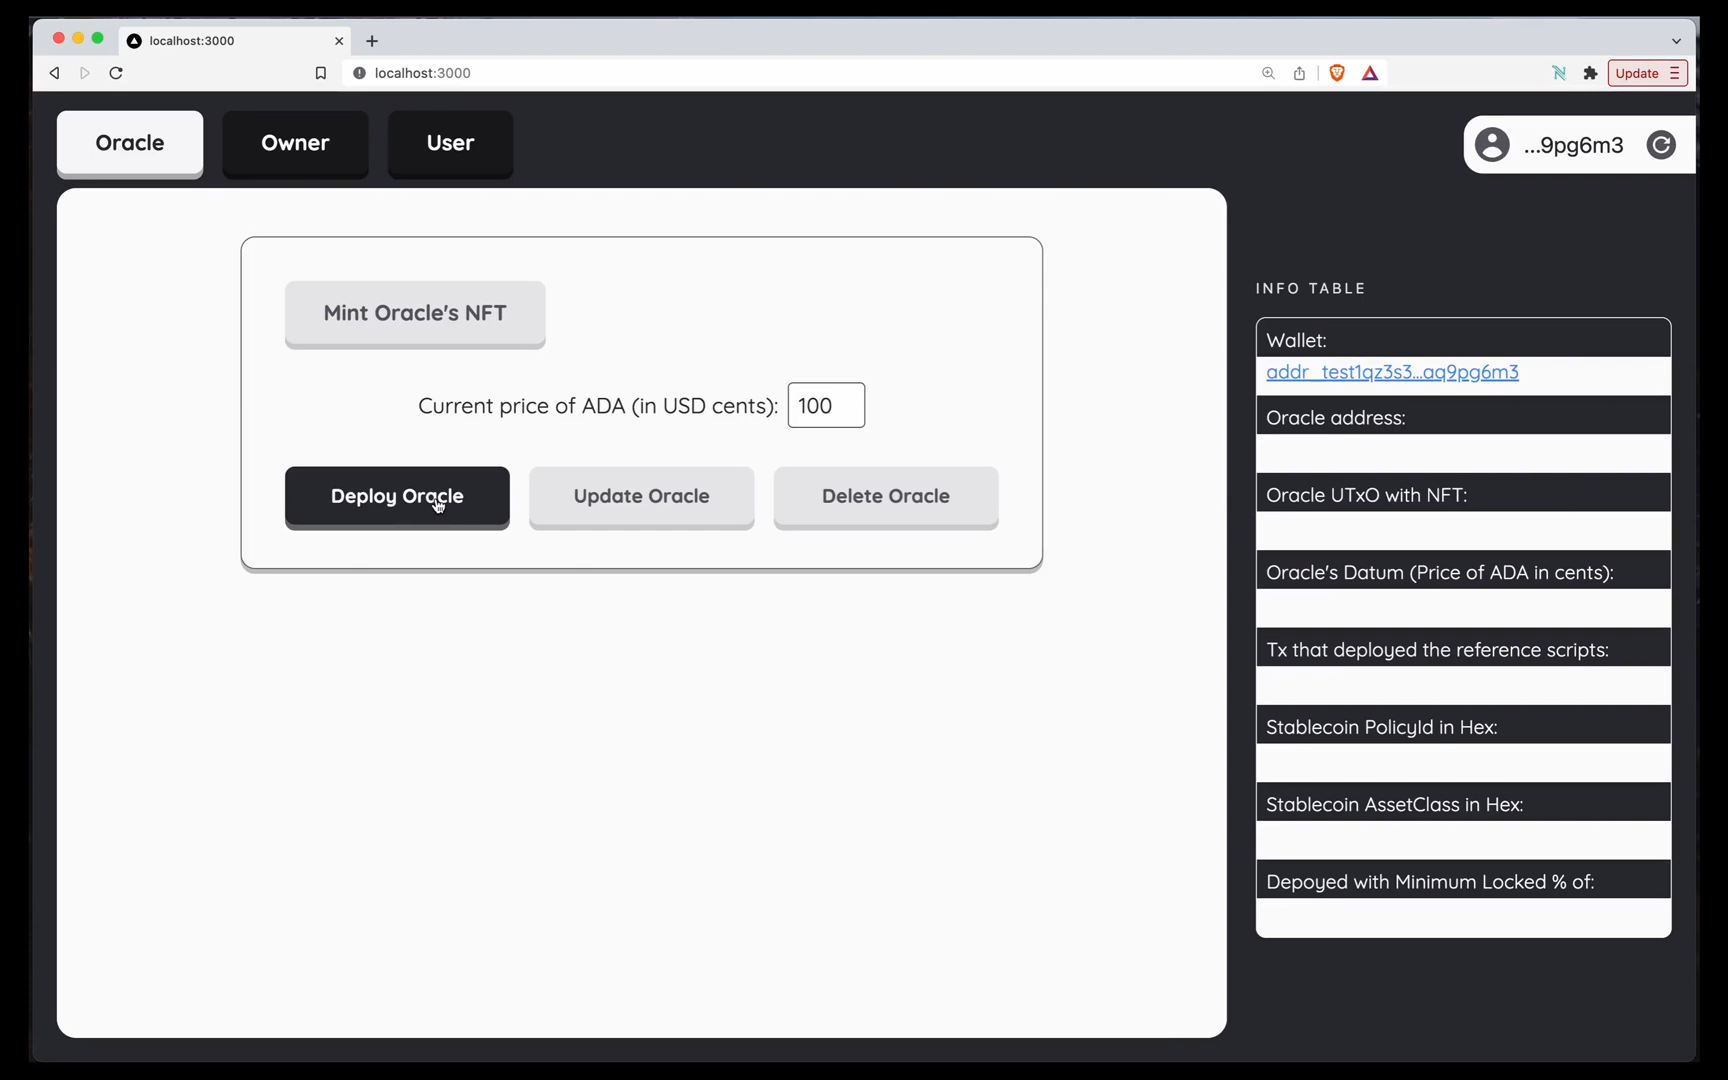 localhost:3000
localhost:3000
Update
Oracle
Owner
User
...9pg6m3
Mint Oracle's NFT
Current price of ADA (in USD cents): 100
Deploy Oracle
Update Oracle
Delete Oracle
INFO TABLE
Wallet:
addr_test1qz3s3...aq9pg6m3
Oracle address:
Oracle UTxO with NFT:
Oracle's Datum (Price of ADA in cents):
Tx that deployed the reference scripts:
Stablecoin PolicyId in Hex:
Stablecoin AssetClass in Hex:
Depoyed with Minimum Locked % of: